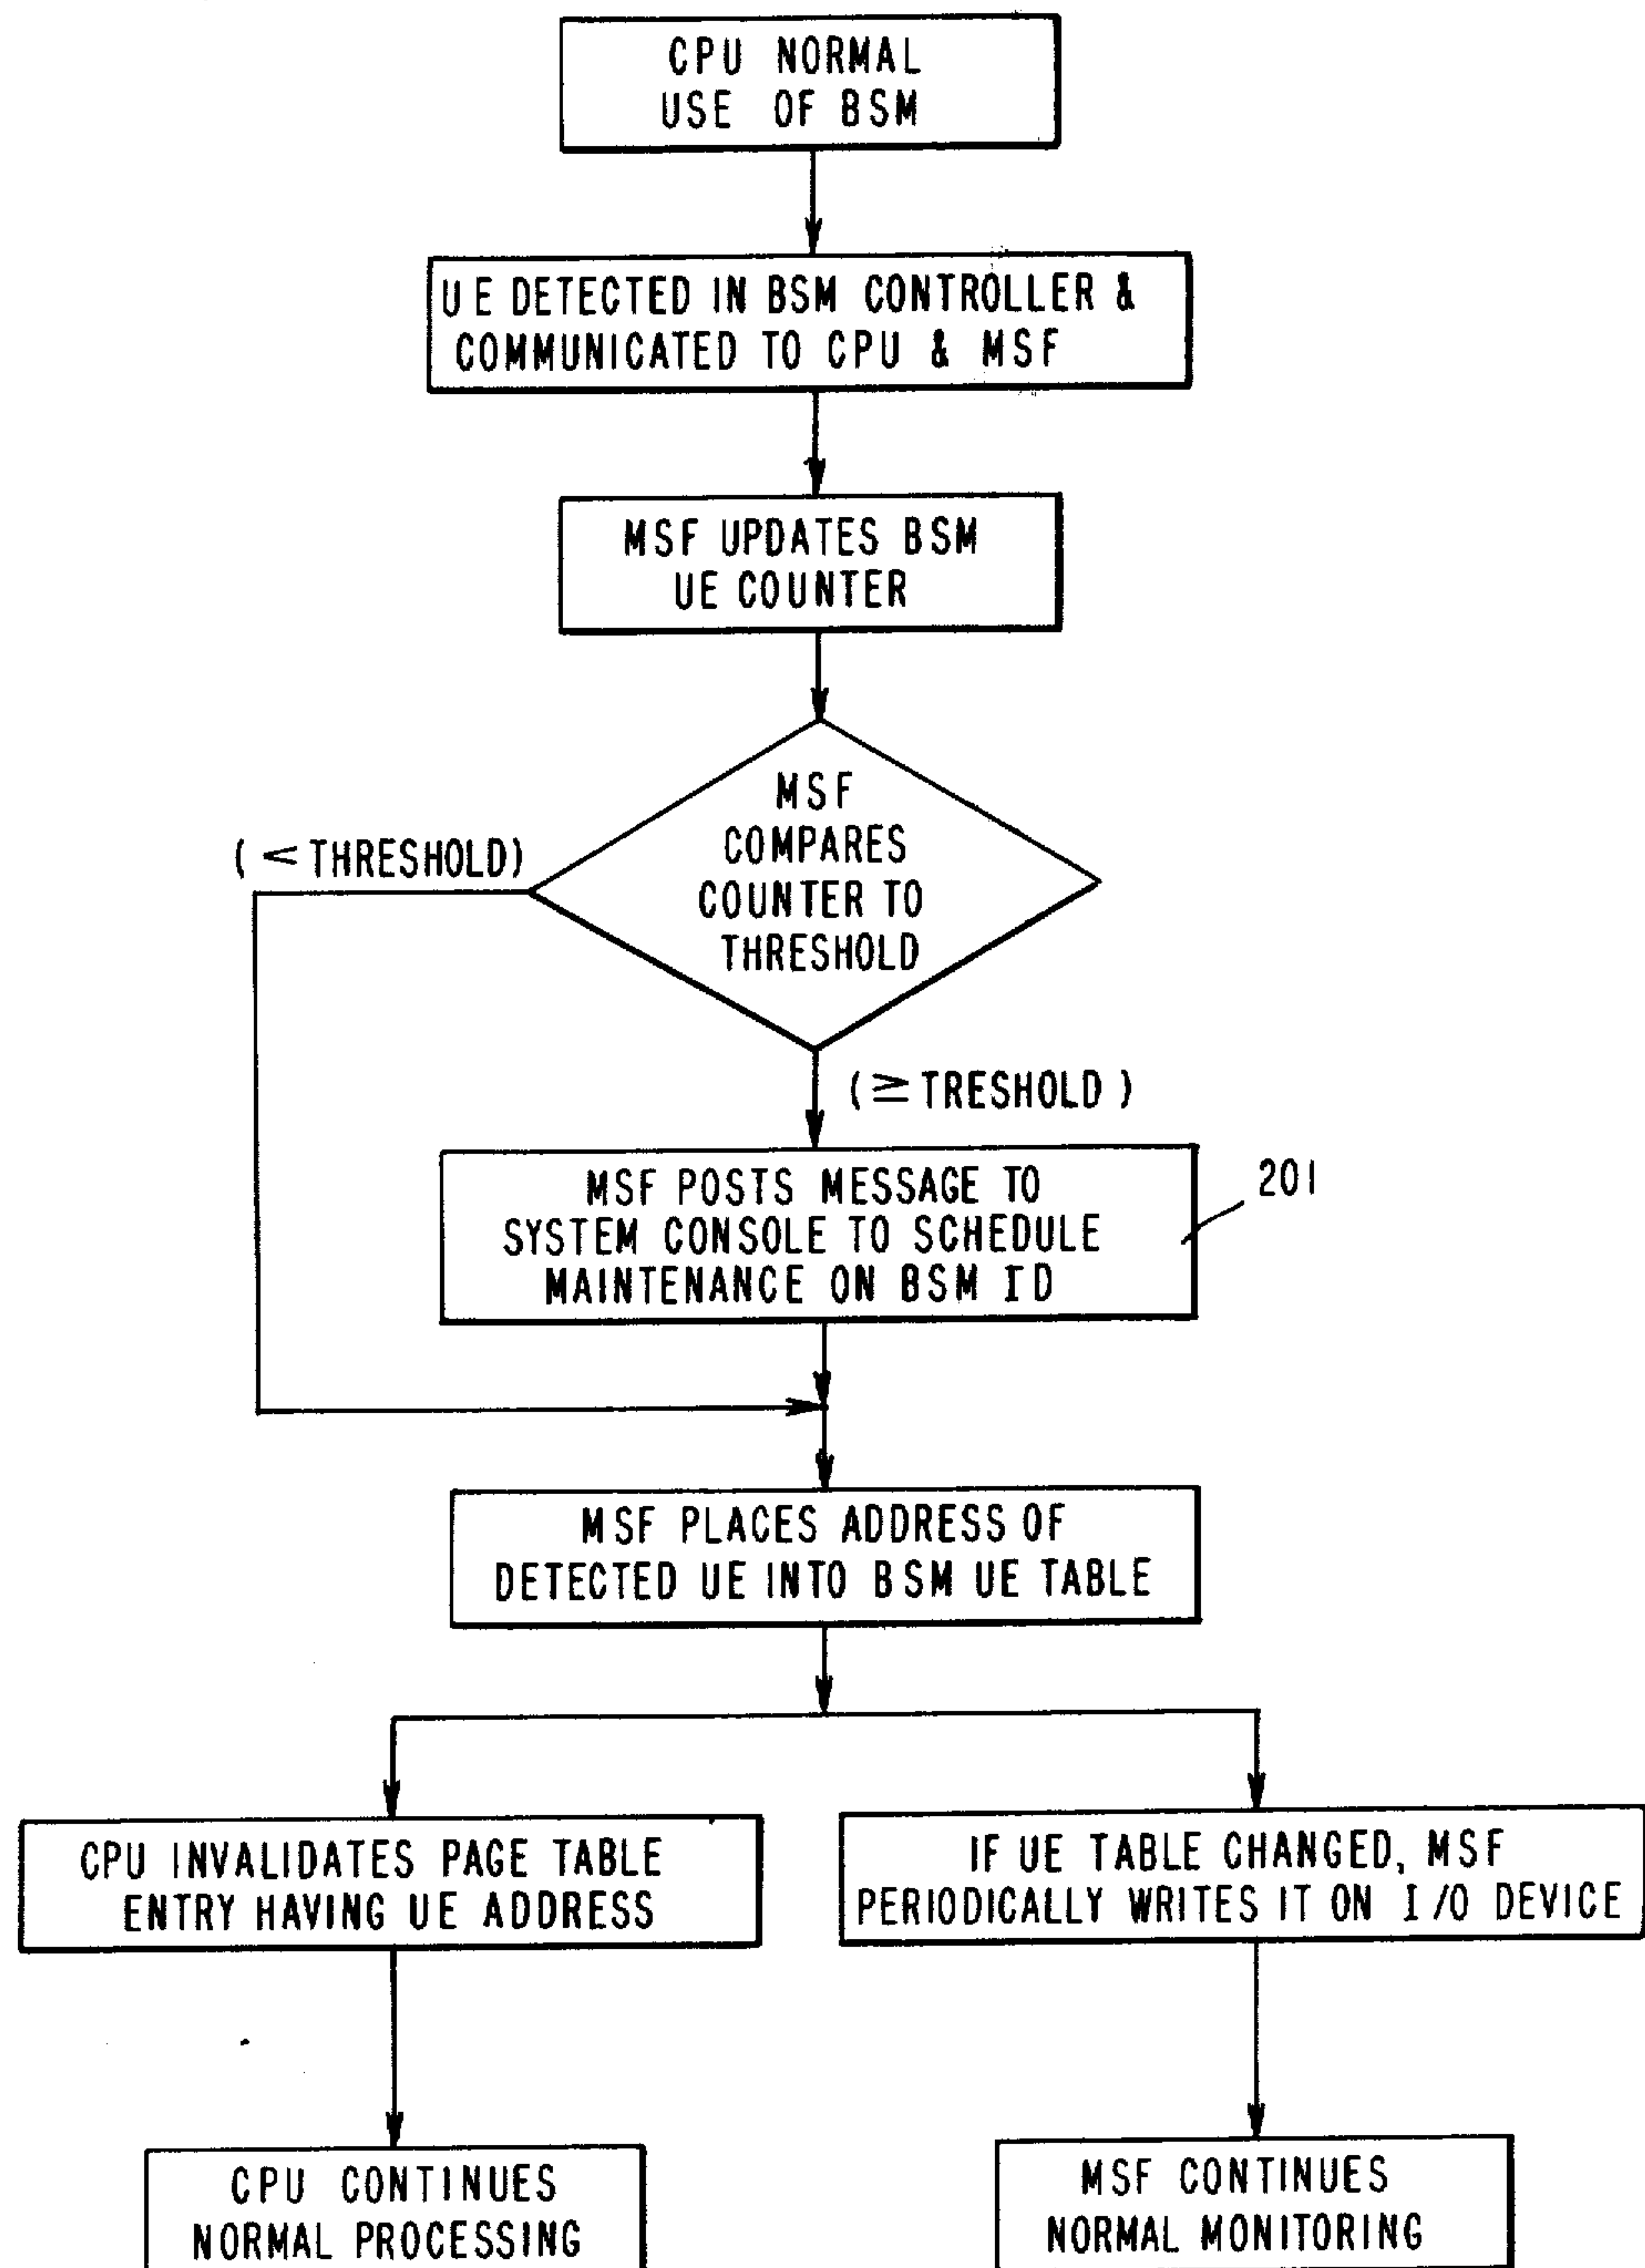 CPU NORMAL
USE OF BSM
UE DETECTED IN BSM CONTROLLER &
COMMUNICATED TO CPU & MSF
MSF UPDATES BSM
UE COUNTER
MSF
COMPARES
COUNTER TO
THRESHOLD
(< THRESHOLD)
(≥ TRESHOLD)
MSF POSTS MESSAGE TO
SYSTEM CONSOLE TO SCHEDULE
MAINTENANCE ON BSM ID
201
MSF PLACES ADDRESS OF
DETECTED UE INTO BSM UE TABLE
CPU INVALIDATES PAGE TABLE
ENTRY HAVING UE ADDRESS
IF UE TABLE CHANGED, MSF
PERIODICALLY WRITES IT ON I/O DEVICE
CPU CONTINUES
NORMAL PROCESSING
MSF CONTINUES
NORMAL MONITORING